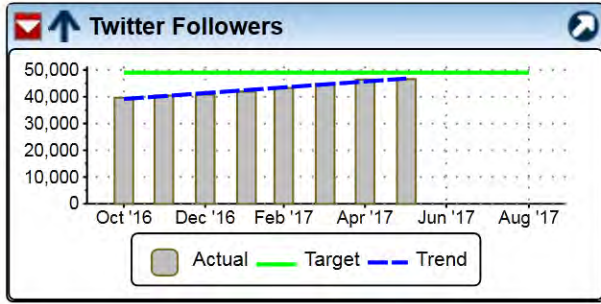 Twitter Followers
50,000
40,000
30,000
20,000
10,000
0
Oct '16 Dec '16 Feb '17 Apr '17 Jun '17 Aug '17
Actual Target Trend